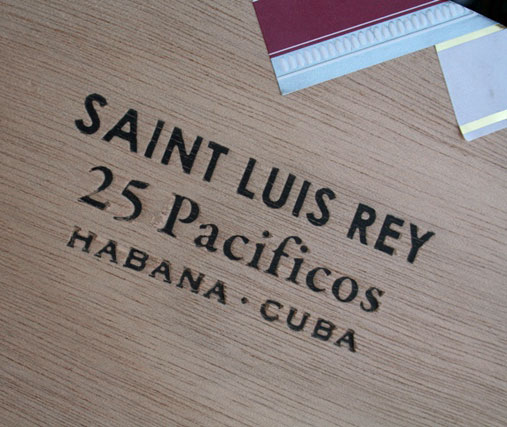 SAINT LUIS REY
25 Pacificos
HABANA · CUBA